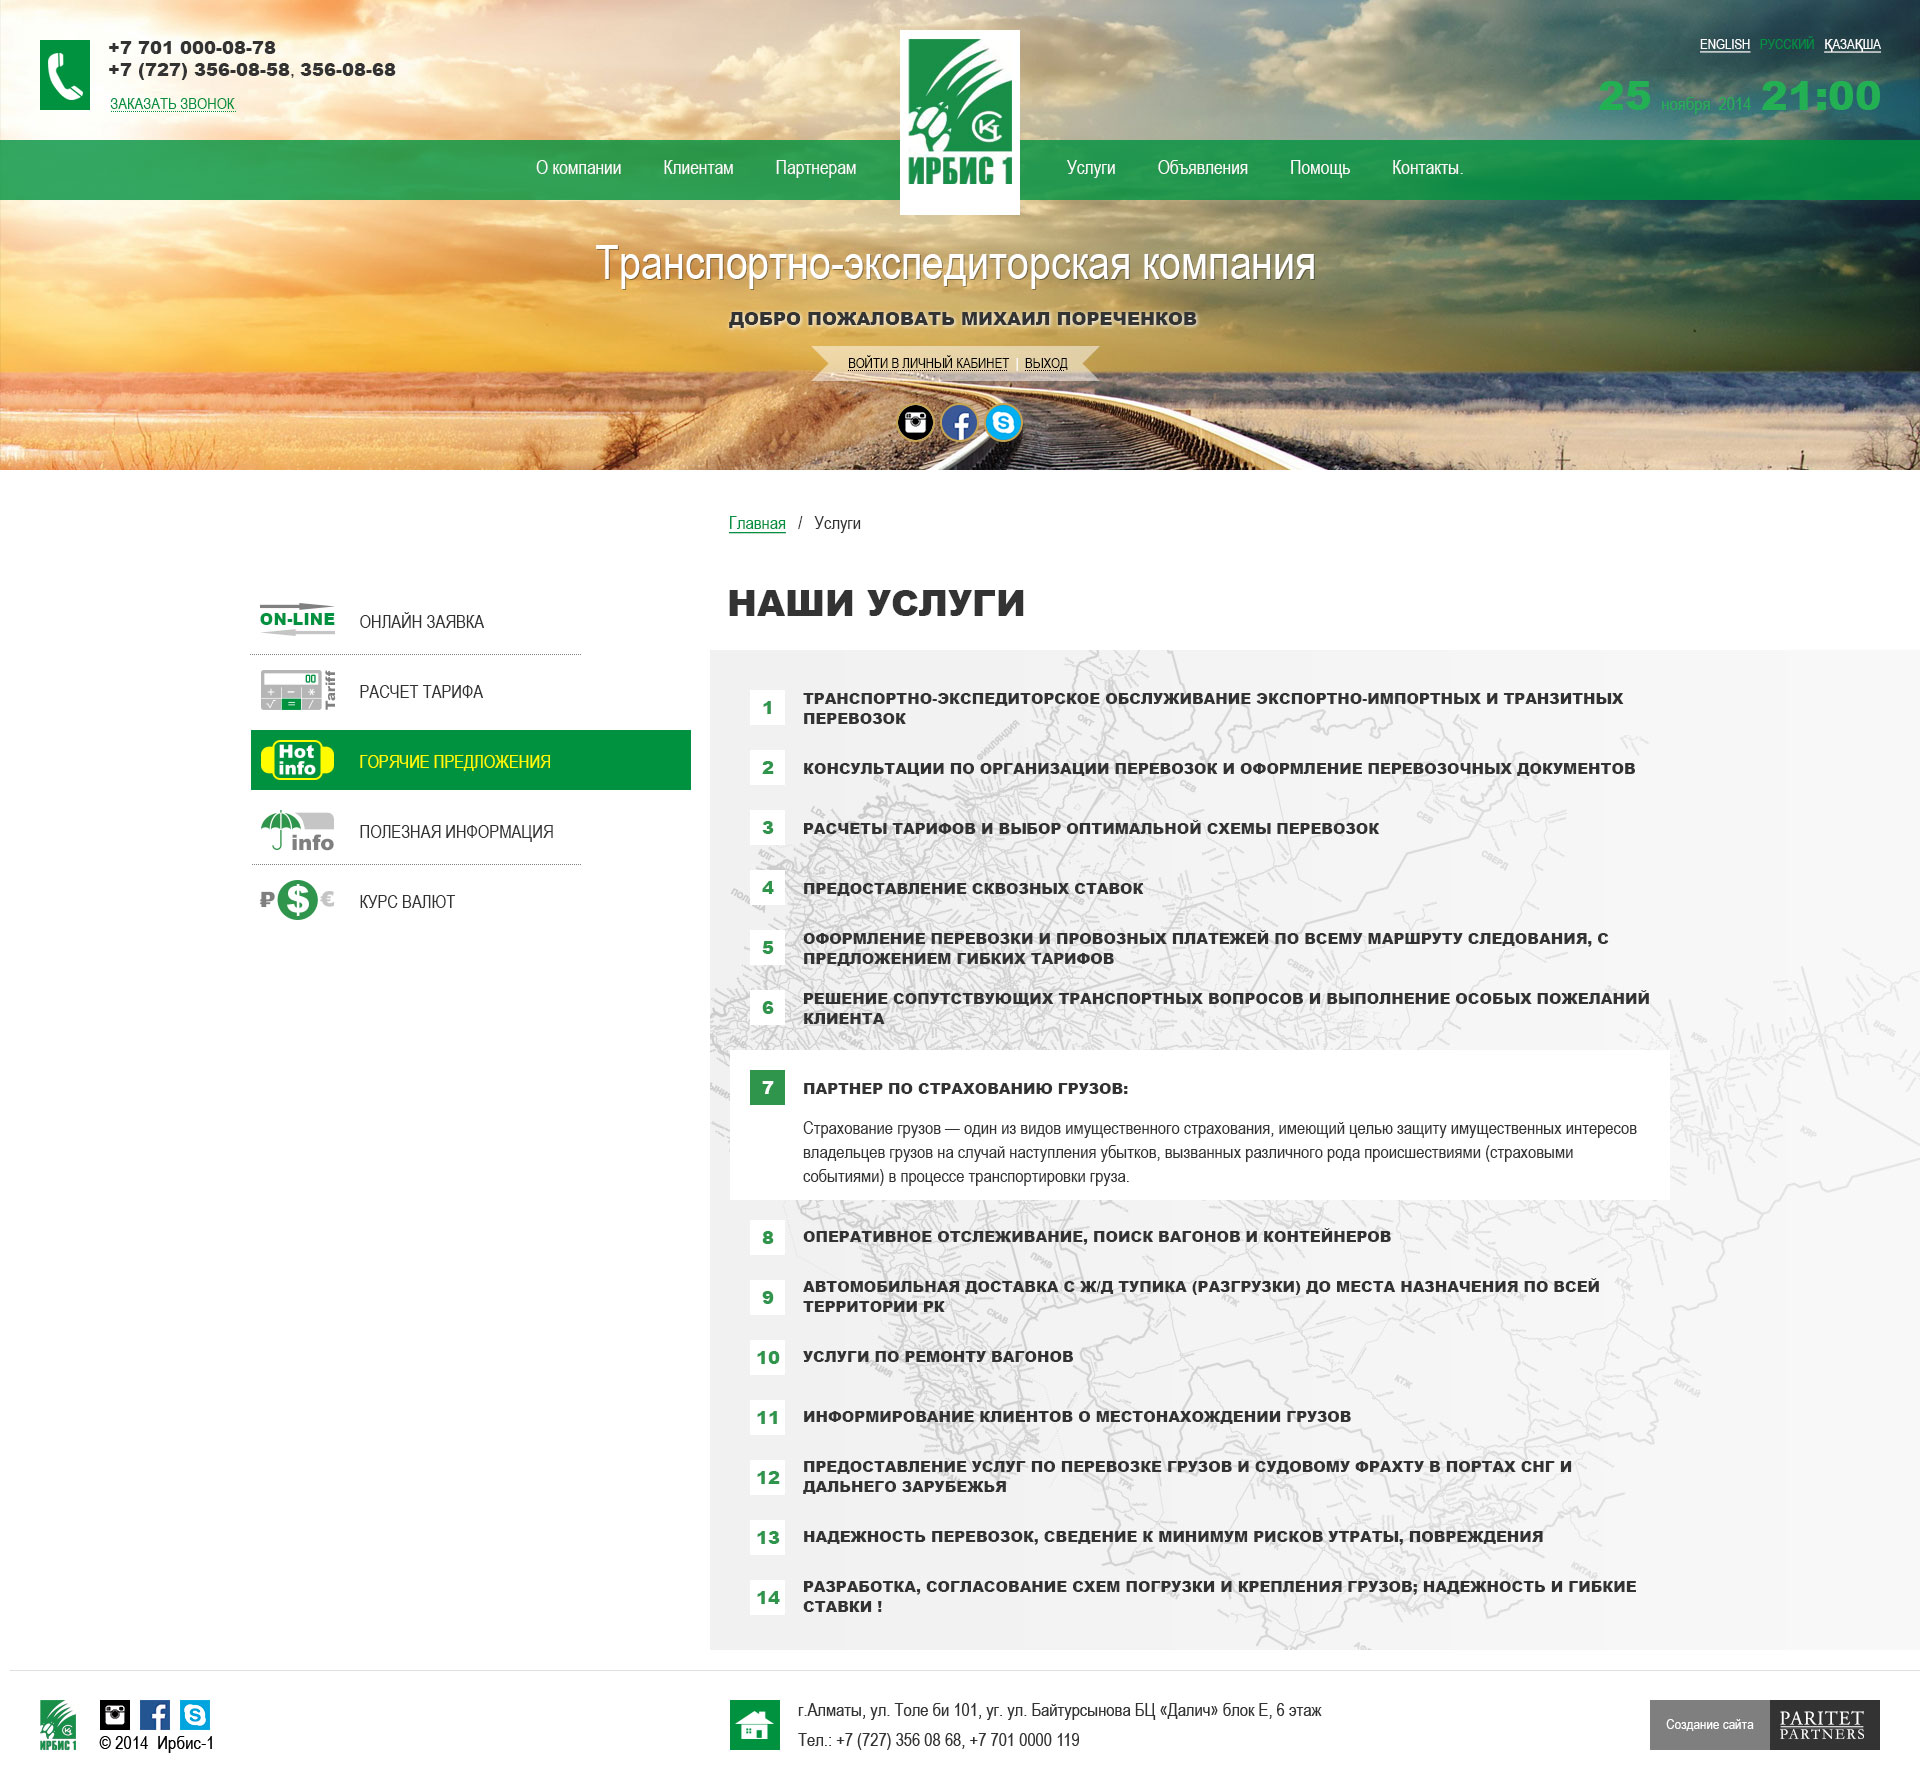 +7 701 000-08-78
+7 (727) 356-08-58, 356-08-68
ЗАКАЗАТЬ ЗВОНОК
ИРБИС 1
ENGLISH РУССКИЙ ҚАЗАҚША
25 ноября 2014 21:00
О компании Клиентам Партнерам Услуги Объявления Помощь Контакты.
Транспортно-экспедиторская компания
ДОБРО ПОЖАЛОВАТЬ МИХАИЛ ПОРЕЧЕНКОВ
ВОЙТИ В ЛИЧНЫЙ КАБИНЕТ | ВЫХОД
Главная / Услуги
ON-LINE ОНЛАЙН ЗАЯВКА
Tariff РАСЧЕТ ТАРИФА
Hot info ГОРЯЧИЕ ПРЕДЛОЖЕНИЯ
info ПОЛЕЗНАЯ ИНФОРМАЦИЯ
₽ $ € КУРС ВАЛЮТ
НАШИ УСЛУГИ
1 ТРАНСПОРТНО-ЭКСПЕДИТОРСКОЕ ОБСЛУЖИВАНИЕ ЭКСПОРТНО-ИМПОРТНЫХ И ТРАНЗИТНЫХ
ПЕРЕВОЗОК
2 КОНСУЛЬТАЦИИ ПО ОРГАНИЗАЦИИ ПЕРЕВОЗОК И ОФОРМЛЕНИЕ ПЕРЕВОЗОЧНЫХ ДОКУМЕНТОВ
3 РАСЧЕТЫ ТАРИФОВ И ВЫБОР ОПТИМАЛЬНОЙ СХЕМЫ ПЕРЕВОЗОК
4 ПРЕДОСТАВЛЕНИЕ СКВОЗНЫХ СТАВОК
5 ОФОРМЛЕНИЕ ПЕРЕВОЗКИ И ПРОВОЗНЫХ ПЛАТЕЖЕЙ ПО ВСЕМУ МАРШРУТУ СЛЕДОВАНИЯ, С
ПРЕДЛОЖЕНИЕМ ГИБКИХ ТАРИФОВ
6 РЕШЕНИЕ СОПУТСТВУЮЩИХ ТРАНСПОРТНЫХ ВОПРОСОВ И ВЫПОЛНЕНИЕ ОСОБЫХ ПОЖЕЛАНИЙ
КЛИЕНТА
7 ПАРТНЕР ПО СТРАХОВАНИЮ ГРУЗОВ:
Страхование грузов — один из видов имущественного страхования, имеющий целью защиту имущественных интересов
владельцев грузов на случай наступления убытков, вызванных различного рода происшествиями (страховыми
событиями) в процессе транспортировки груза.
8 ОПЕРАТИВНОЕ ОТСЛЕЖИВАНИЕ, ПОИСК ВАГОНОВ И КОНТЕЙНЕРОВ
9 АВТОМОБИЛЬНАЯ ДОСТАВКА С Ж/Д ТУПИКА (РАЗГРУЗКИ) ДО МЕСТА НАЗНАЧЕНИЯ ПО ВСЕЙ
ТЕРРИТОРИИ РК
10 УСЛУГИ ПО РЕМОНТУ ВАГОНОВ
11 ИНФОРМИРОВАНИЕ КЛИЕНТОВ О МЕСТОНАХОЖДЕНИИ ГРУЗОВ
12 ПРЕДОСТАВЛЕНИЕ УСЛУГ ПО ПЕРЕВОЗКЕ ГРУЗОВ И СУДОВОМУ ФРАХТУ В ПОРТАХ СНГ И
ДАЛЬНЕГО ЗАРУБЕЖЬЯ
13 НАДЕЖНОСТЬ ПЕРЕВОЗОК, СВЕДЕНИЕ К МИНИМУМ РИСКОВ УТРАТЫ, ПОВРЕЖДЕНИЯ
14 РАЗРАБОТКА, СОГЛАСОВАНИЕ СХЕМ ПОГРУЗКИ И КРЕПЛЕНИЯ ГРУЗОВ; НАДЕЖНОСТЬ И ГИБКИЕ
СТАВКИ !
ИРБИС 1
© 2014 Ирбис-1
г.Алматы, ул. Толе би 101, уг. ул. Байтурсынова БЦ «Далич» блок Е, 6 этаж
Тел.: +7 (727) 356 08 68, +7 701 0000 119
Создание сайта
PARITET
PARTNERS